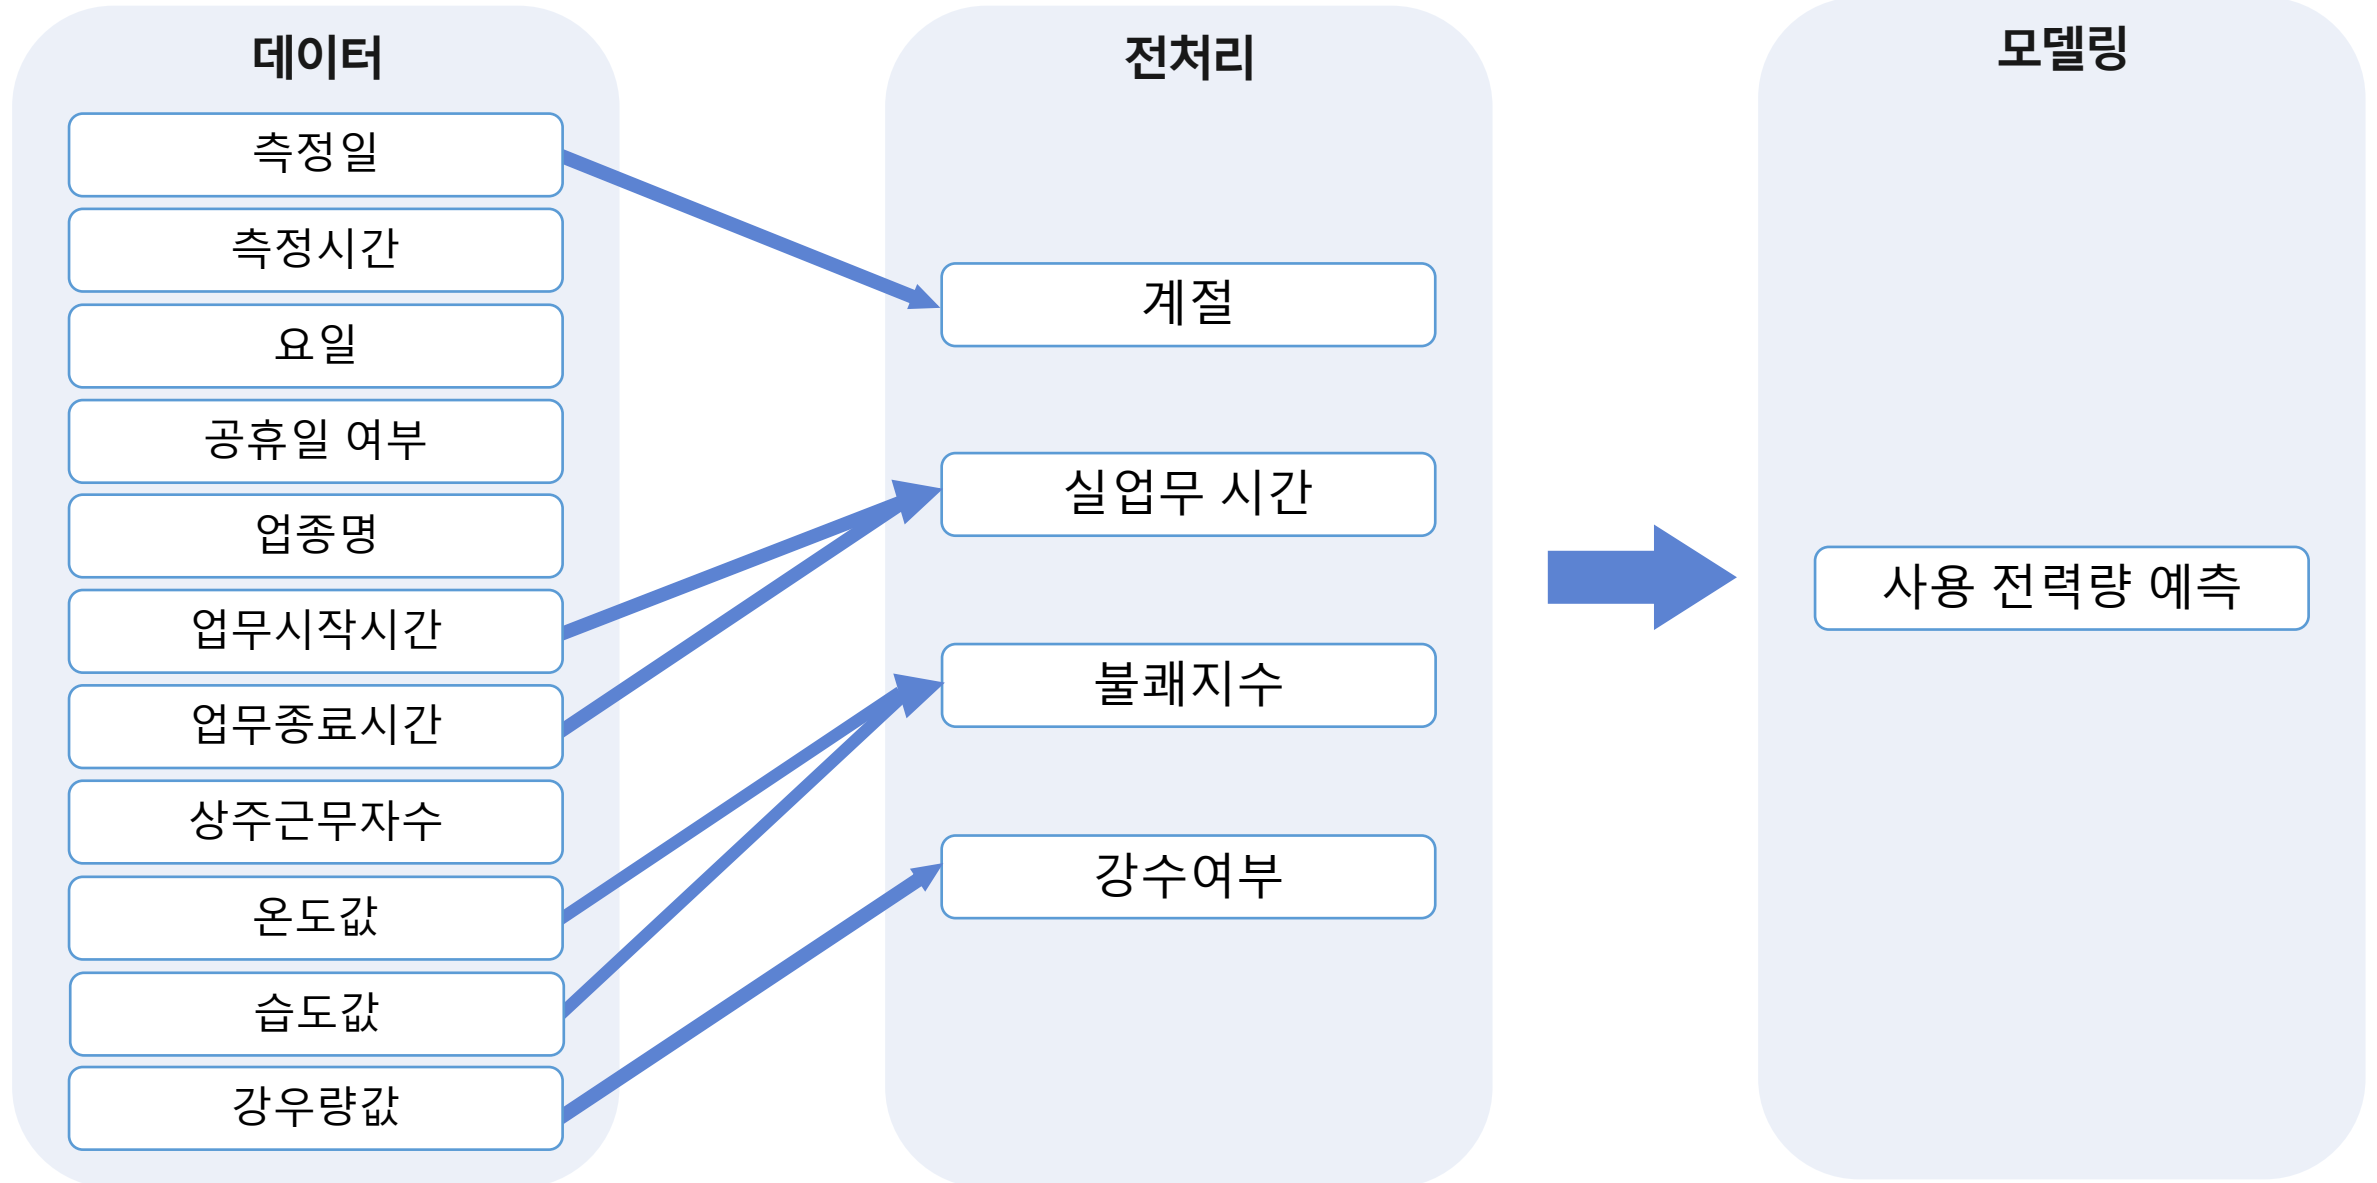 데이터
측정일
측정시간
요일
공휴일 여부
업종명
업무시작시간
업무종료시간
상주근무자수
온도값
습도값
강우량값
전처리
계절
실업무 시간
불쾌지수
강수여부
모델링
사용 전력량 예측